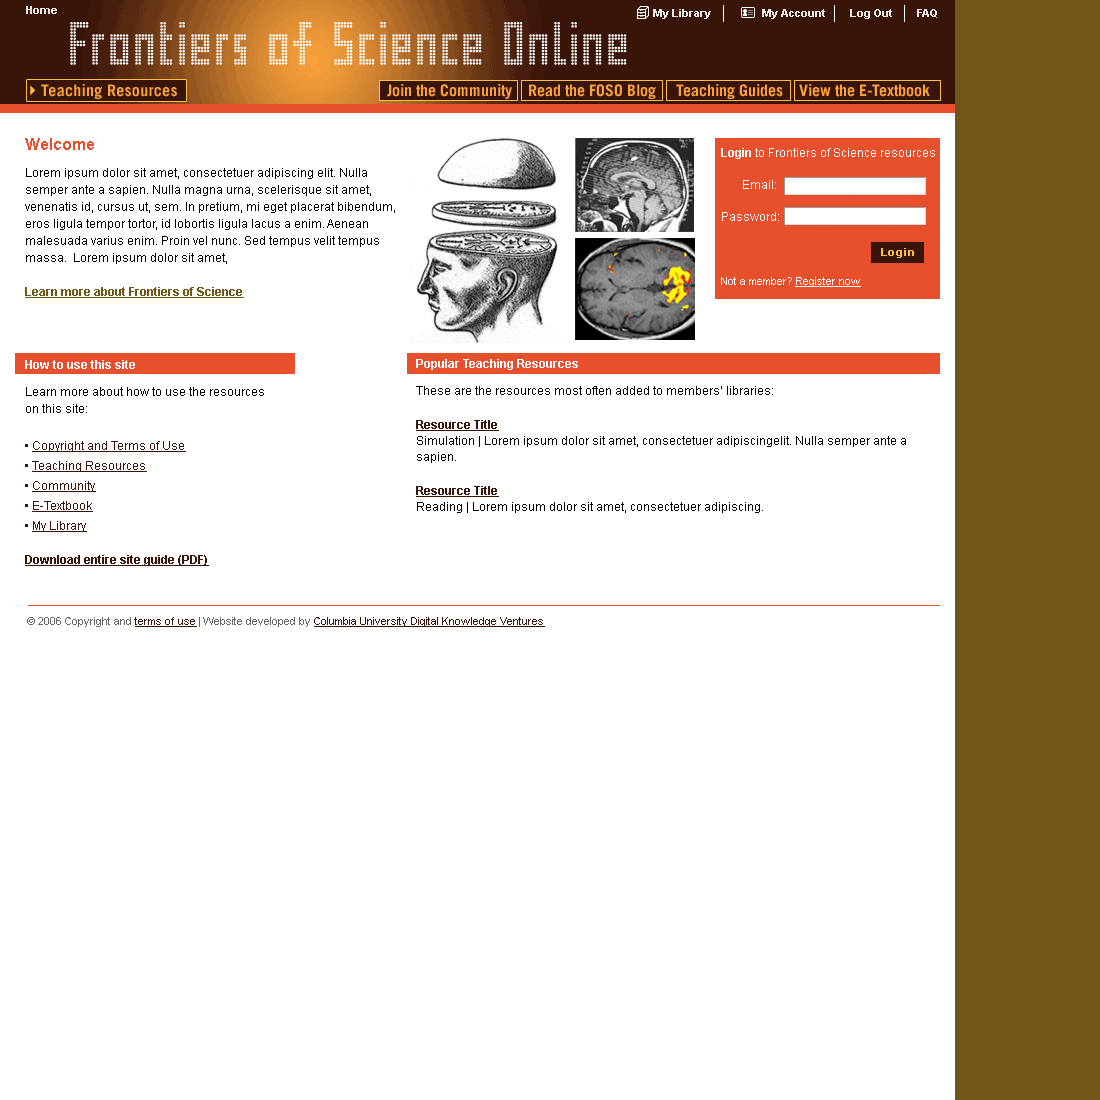 Home
My Library
My Account
Log Out
FAQ
Frontiers of Science Online
Teaching Resources
Join the Community
Read the FOSO Blog
Teaching Guides
View the E-Textbook
Welcome
Lorem ipsum dolor sit amet, consectetuer adipiscing elit. Nulla
semper ante a sapien. Nulla magna urna, scelerisque sit amet,
venenatis id, cursus ut, sem. In pretium, mi eget placerat bibendum,
eros ligula tempor tortor, id lobortis ligula lacus a enim. Aenean
malesuada varius enim. Proin vel nunc. Sed tempus velit tempus
massa.  Lorem ipsum dolor sit amet,
Learn more about Frontiers of Science
Login to Frontiers of Science resources
Email:
Password:
Login
Not a member? Register now
How to use this site
Learn more about how to use the resources
on this site:
• Copyright and Terms of Use
• Teaching Resources
• Community
• E-Textbook
• My Library
Download entire site guide (PDF)
Popular Teaching Resources
These are the resources most often added to members' libraries:
Resource Title
Simulation | Lorem ipsum dolor sit amet, consectetuer adipiscingelit. Nulla semper ante a
sapien.
Resource Title
Reading | Lorem ipsum dolor sit amet, consectetuer adipiscing.
© 2006 Copyright and terms of use | Website developed by Columbia University Digital Knowledge Ventures